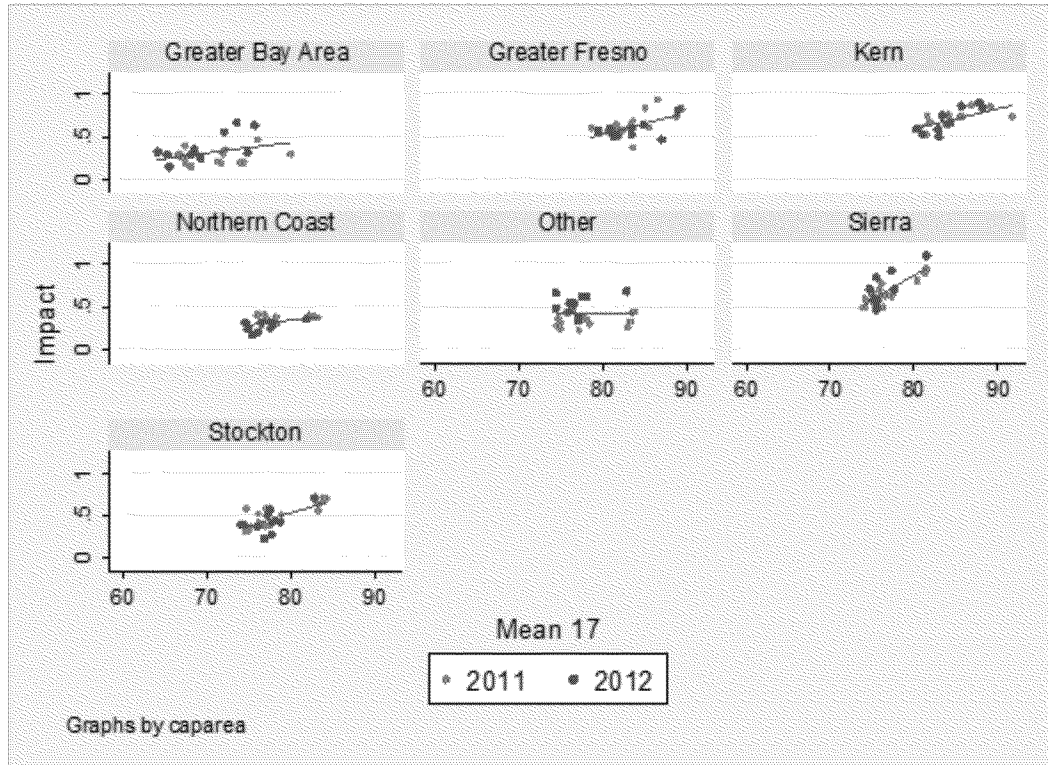 Greater Bay Area
Greater Fresno
Kern
0 .5 1
Northern Coast
Other
Sierra
Impact
0 .5 1
60 70 80 90
60 70 80 90
Stockton
0 .5 1
60 70 80 90
Mean 17
2011 2012
Graphs by caparea